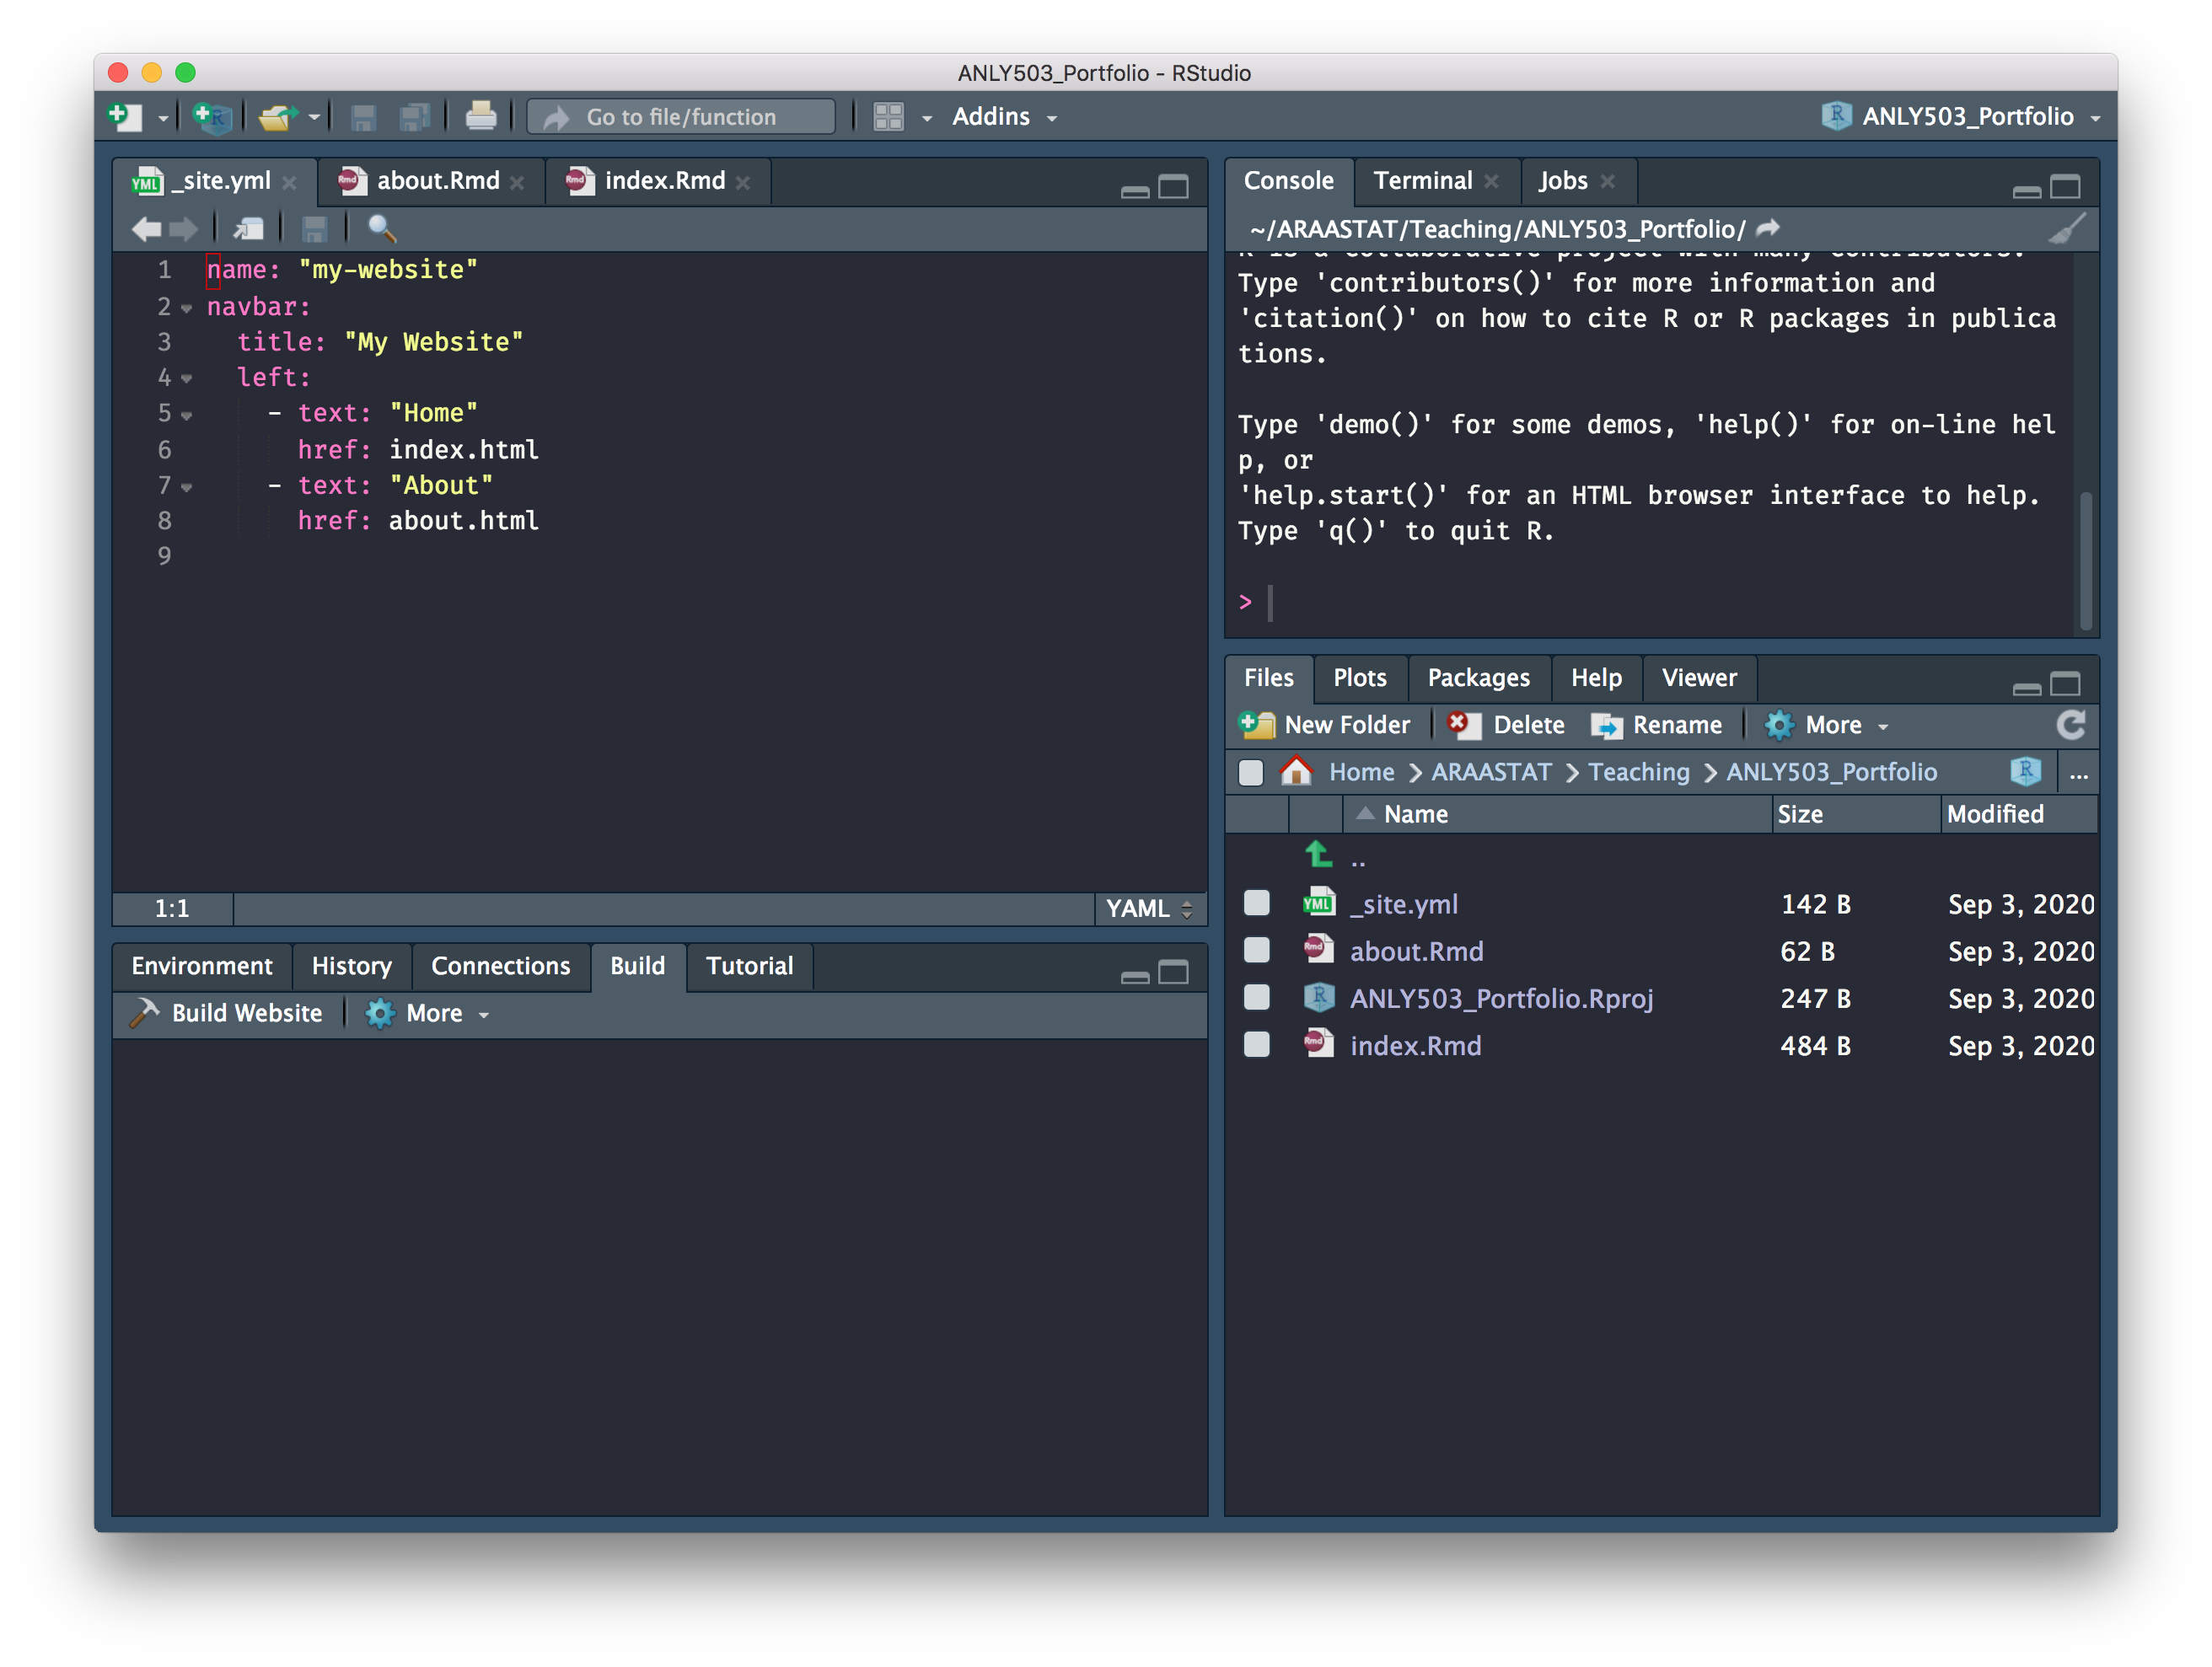 ANLY503_Portfolio - RStudio
Go to file/function
Addins
ANLY503_Portfolio
_site.yml
about.Rmd
index.Rmd
1 name: "my-website"
2 navbar:
3   title: "My Website"
4   left:
5     - text: "Home"
6       href: index.html
7     - text: "About"
8       href: about.html
9
1:1
YAML
Environment History Connections Build Tutorial
Build Website More
Console Terminal Jobs
~/ARAASTAT/Teaching/ANLY503_Portfolio/
R is a collaborative project with many contributors.
Type 'contributors()' for more information and
'citation()' on how to cite R or R packages in publica
tions.
Type 'demo()' for some demos, 'help()' for on-line hel
p, or
'help.start()' for an HTML browser interface to help.
Type 'q()' to quit R.
>
Files Plots Packages Help Viewer
New Folder Delete Rename More
Home ARAASTAT Teaching ANLY503_Portfolio ...
Name Size Modified
..
_site.yml 142 B Sep 3, 2020
about.Rmd 62 B Sep 3, 2020
ANLY503_Portfolio.Rproj 247 B Sep 3, 2020
index.Rmd 484 B Sep 3, 2020